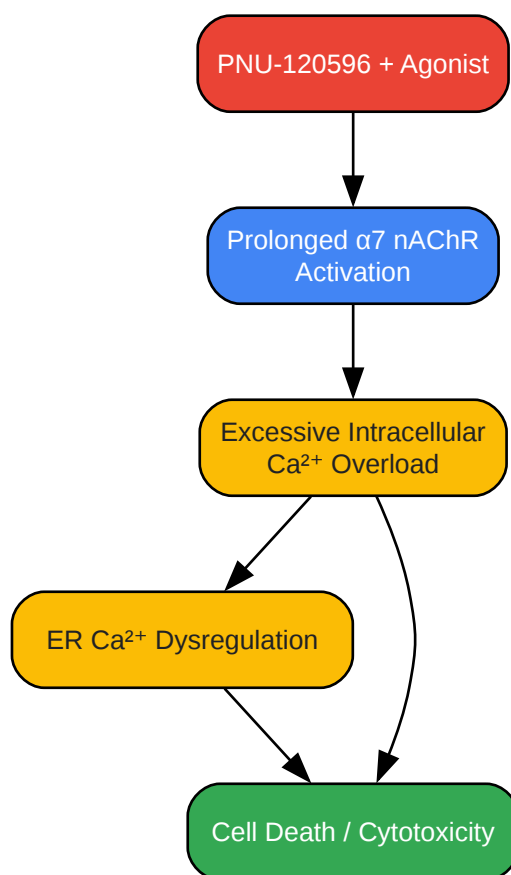 PNU-120596 + Agonist
Prolonged α7 nAChR
Activation
Excessive Intracellular
Ca²⁺ Overload
ER Ca²⁺ Dysregulation
Cell Death / Cytotoxicity